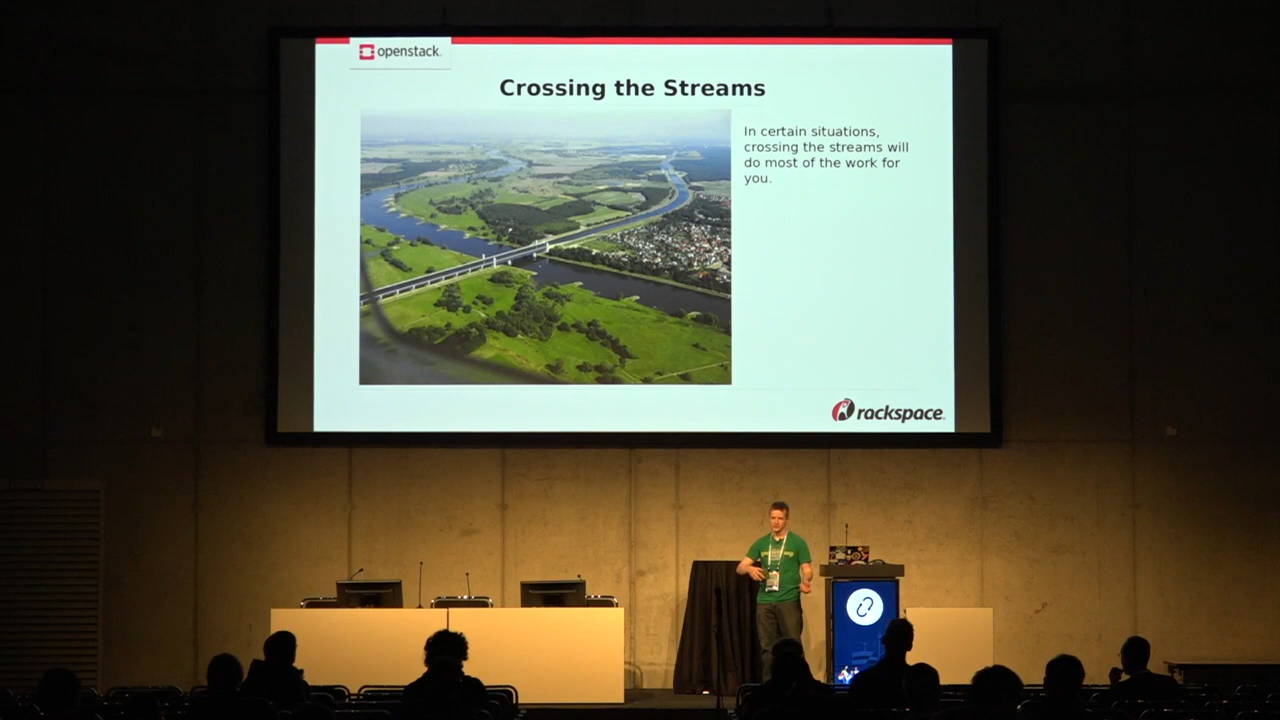 openstack.
Crossing the Streams
In certain situations,
crossing the streams will
do most of the work for
you.
rackspace.